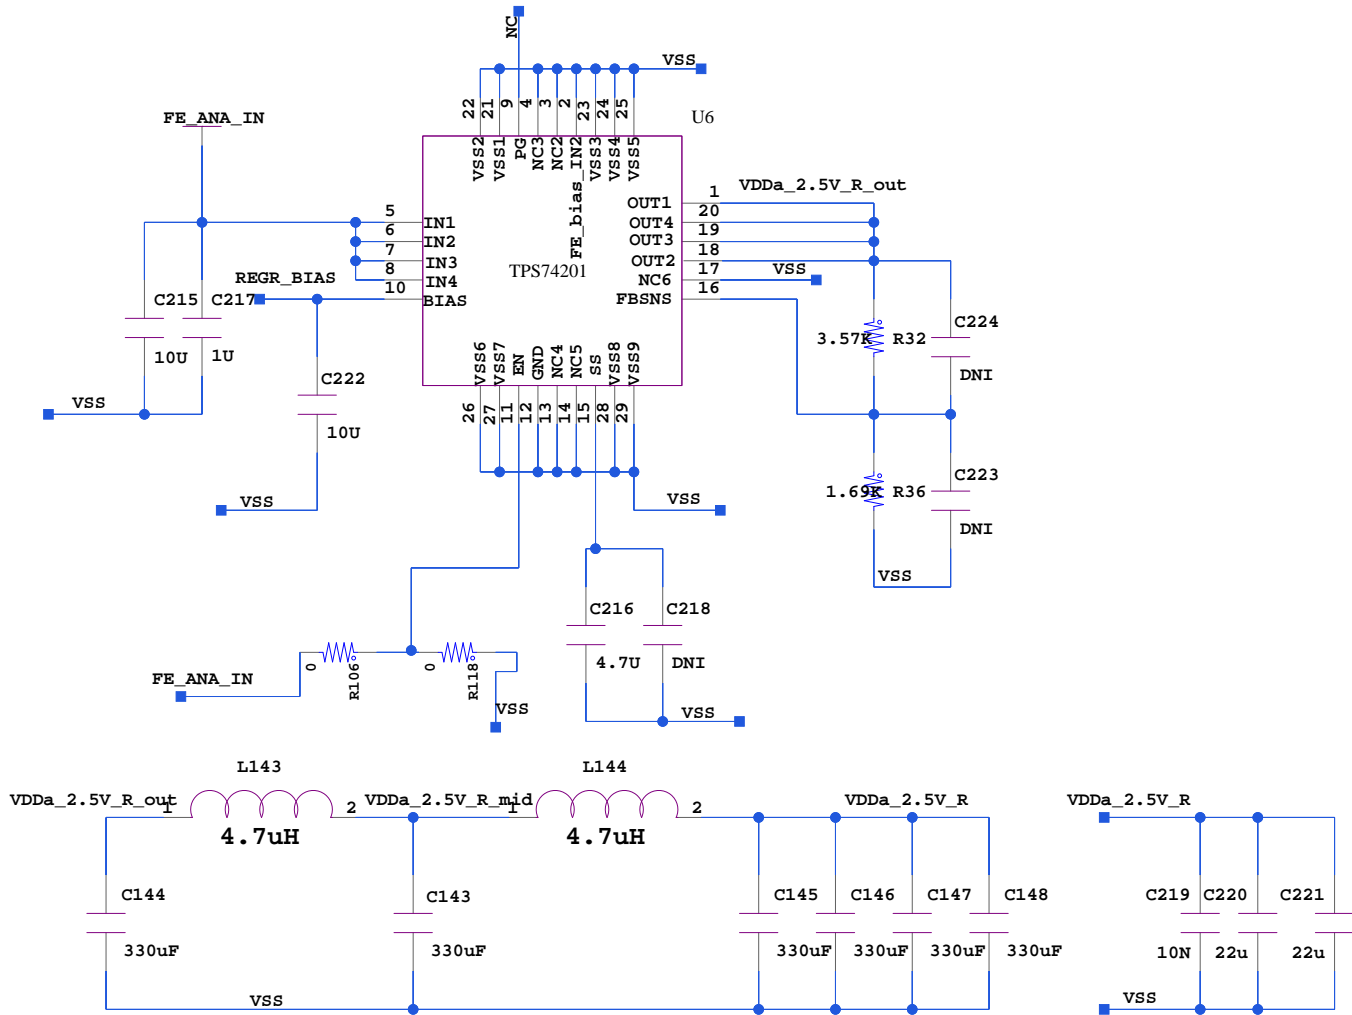 NC
VSS
22
21
9
4
3
2
23
24
25
U6
FE_ANA_IN
VSS2
VSS1
PG
NC3
NC2
FE_bias_IN2
VSS3
VSS4
VSS5
VDDa_2.5V_R_out
OUT1 1
OUT4 20
OUT3 19
OUT2 18
NC6 17 VSS
FBSNS 16
5 IN1
6 IN2
7 IN3
8 IN4
10 BIAS
TPS74201
REGR_BIAS
C215
C217
10U
1U
VSS
C222
10U
VSS
C224
3.57K R32
DNI
VSS6
VSS7
EN
GND
NC4
NC5
SS
VSS8
VSS9
26
27
11
12
13
14
15
28
29
VSS
C223
1.69K R36
DNI
VSS
C216
C218
4.7U
DNI
VSS
0
R106
0
R118
FE_ANA_IN
VSS
L143
L144
VDDa_2.5V_R_out
1
2
VDDa_2.5V_R_mid
1
2
VDDa_2.5V_R
VDDa_2.5V_R
4.7uH
4.7uH
C144
C143
C145
C146
C147
C148
C219
C220
C221
330uF
330uF
330uF
330uF
330uF
330uF
10N
22u
22u
VSS
VSS